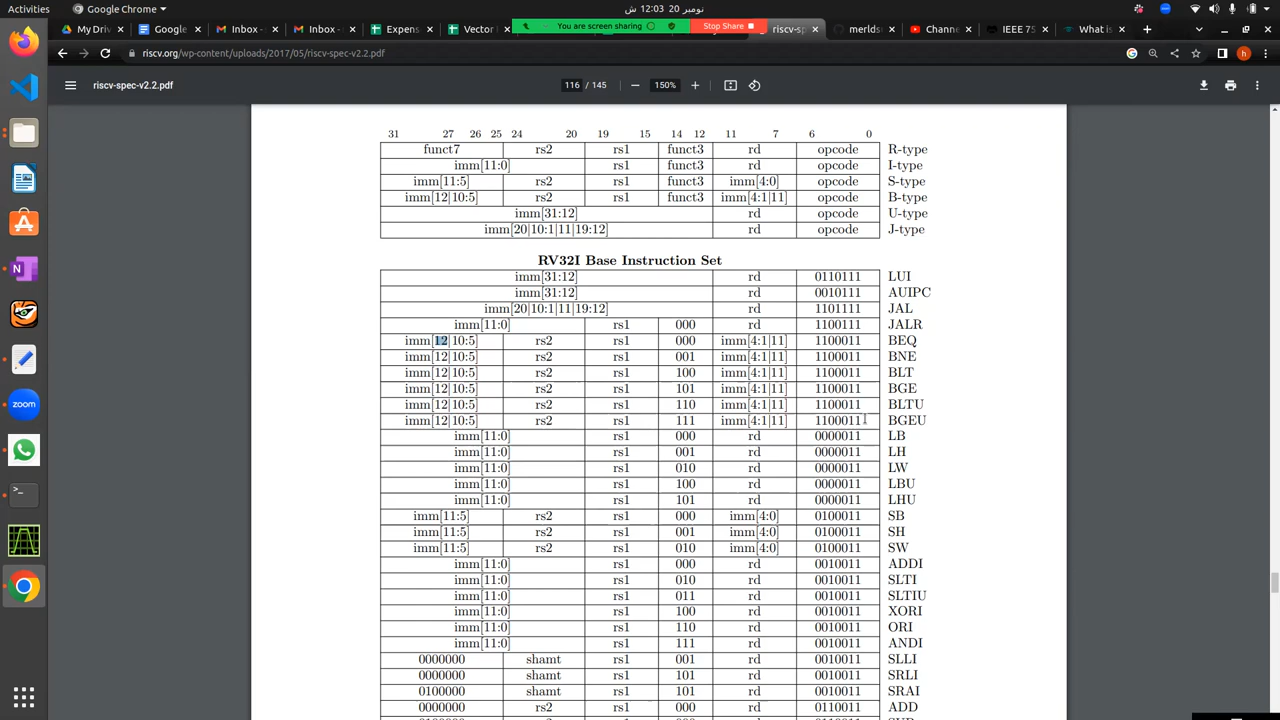 Activities Google Chrome 12:03 نومبر 20 ش
My Driv Google Inbox - Inbox - Expens Vector You are screen sharing Stop Share riscv-sp merlds Chann IEEE 75 What is
riscv.org/wp-content/uploads/2017/05/riscv-spec-v2.2.pdf h
riscv-spec-v2.2.pdf 116 / 145 150%
31 27 26 25 24 20 19 15 14 12 11 7 6 0
funct7 rs2 rs1 funct3 rd opcode R-type
imm[11:0] rs1 funct3 rd opcode I-type
imm[11:5] rs2 rs1 funct3 imm[4:0] opcode S-type
imm[12|10:5] rs2 rs1 funct3 imm[4:1|11] opcode B-type
imm[31:12] rd opcode U-type
imm[20|10:1|11|19:12] rd opcode J-type
RV32I Base Instruction Set
imm[31:12] rd 0110111 LUI
imm[31:12] rd 0010111 AUIPC
imm[20|10:1|11|19:12] rd 1101111 JAL
imm[11:0] rs1 000 rd 1100111 JALR
imm[12|10:5] rs2 rs1 000 imm[4:1|11] 1100011 BEQ
imm[12|10:5] rs2 rs1 001 imm[4:1|11] 1100011 BNE
imm[12|10:5] rs2 rs1 100 imm[4:1|11] 1100011 BLT
imm[12|10:5] rs2 rs1 101 imm[4:1|11] 1100011 BGE
imm[12|10:5] rs2 rs1 110 imm[4:1|11] 1100011 BLTU
imm[12|10:5] rs2 rs1 111 imm[4:1|11] 1100011 BGEU
imm[11:0] rs1 000 rd 0000011 LB
imm[11:0] rs1 001 rd 0000011 LH
imm[11:0] rs1 010 rd 0000011 LW
imm[11:0] rs1 100 rd 0000011 LBU
imm[11:0] rs1 101 rd 0000011 LHU
imm[11:5] rs2 rs1 000 imm[4:0] 0100011 SB
imm[11:5] rs2 rs1 001 imm[4:0] 0100011 SH
imm[11:5] rs2 rs1 010 imm[4:0] 0100011 SW
imm[11:0] rs1 000 rd 0010011 ADDI
imm[11:0] rs1 010 rd 0010011 SLTI
imm[11:0] rs1 011 rd 0010011 SLTIU
imm[11:0] rs1 100 rd 0010011 XORI
imm[11:0] rs1 110 rd 0010011 ORI
imm[11:0] rs1 111 rd 0010011 ANDI
0000000 shamt rs1 001 rd 0010011 SLLI
0000000 shamt rs1 101 rd 0010011 SRLI
0100000 shamt rs1 101 rd 0010011 SRAI
0000000 rs2 rs1 000 rd 0110011 ADD
zoom